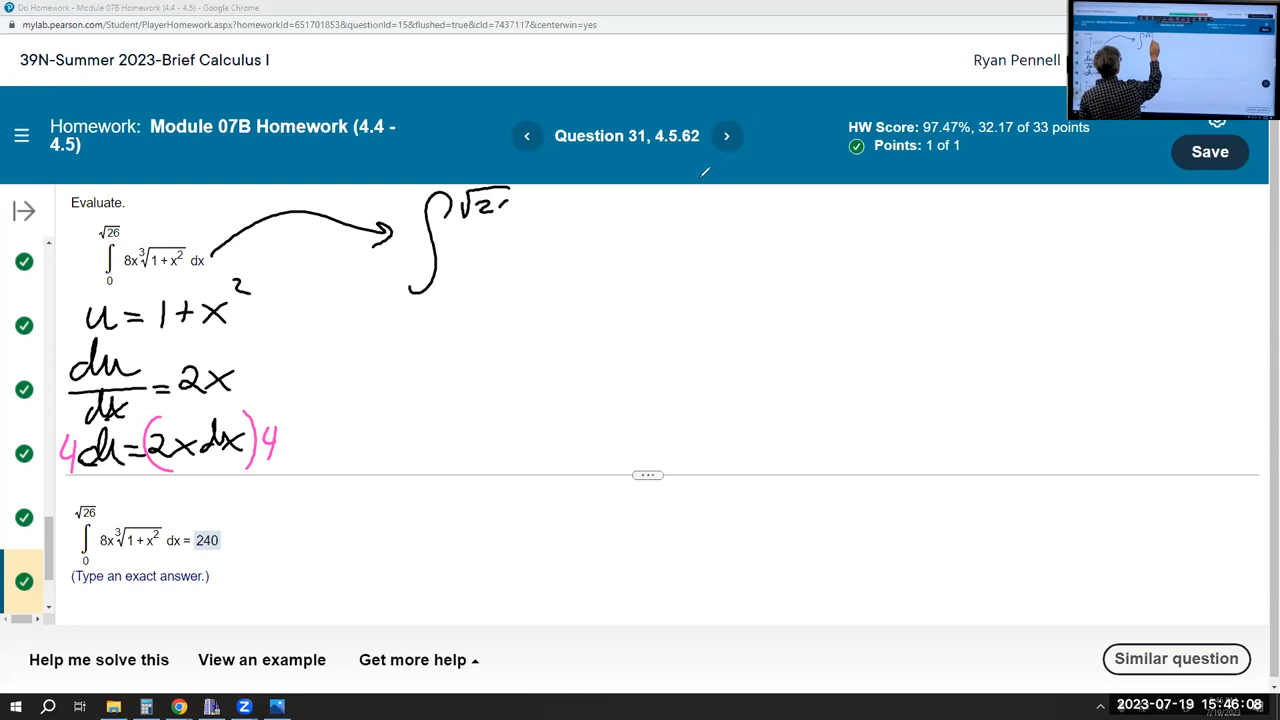 Do Homework - Module 07B Homework (4.4 - 4.5) - Google Chrome
mylab.pearson.com/Student/PlayerHomework.aspx?homeworkId=651701853&questionId=15&flushed=true&cId=7437117&centerwin=yes
39N-Summer 2023-Brief Calculus I
Ryan Pennell
Homework: Module 07B Homework (4.4 - 4.5)
Question 31, 4.5.62
HW Score: 97.47%, 32.17 of 33 points
Points: 1 of 1
Save
Evaluate.
√26
∫ 8x ∛(1 + x²) dx
0
∫ √2
u = 1 + x²
du/dx = 2x
4 du = (2x dx) 4
√26
∫ 8x ∛(1 + x²) dx = 240
0
(Type an exact answer.)
Help me solve this
View an example
Get more help
Similar question
2023-07-19 15:46:08